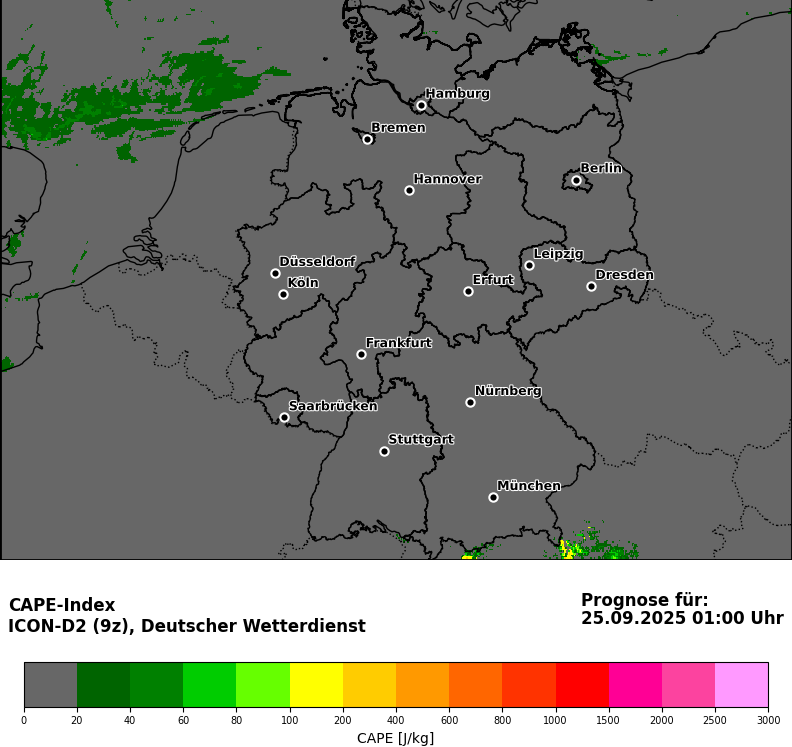 Hamburg
Bremen
Berlin
Hannover
Leipzig
Düsseldorf
Dresden
Erfurt
Köln
Frankfurt
Nürnberg
Saarbrücken
Stuttgart
München
CAPE-Index
ICON-D2 (9z), Deutscher Wetterdienst
Prognose für:
25.09.2025 01:00 Uhr
0 20 40 60 80 100 200 400 600 800 1000 1500 2000 2500 3000
CAPE [J/kg]